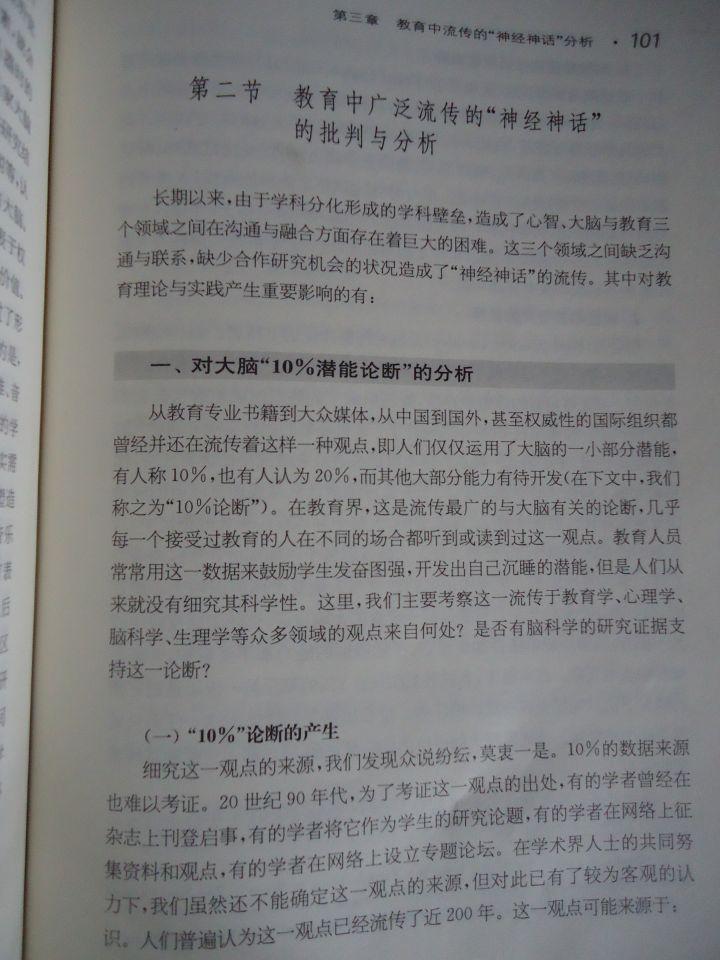 第三章 教育中流传的“神经神话”分析 · 101
第二节 教育中广泛流传的“神经神话”
的批判与分析
长期以来,由于学科分化形成的学科壁垒,造成了心智、大脑与教育三
个领域之间在沟通与融合方面存在着巨大的困难。这三个领域之间缺乏沟
通与联系,缺少合作研究机会的状况造成了“神经神话”的流传。其中对教
育理论与实践产生重要影响的有:
一、对大脑“10%潜能论断”的分析
从教育专业书籍到大众媒体,从中国到国外,甚至权威性的国际组织都
曾经并还在流传着这样一种观点,即人们仅仅运用了大脑的一小部分潜能,
有人称10%,也有人认为20%,而其他大部分能力有待开发(在下文中,我们
称之为“10%论断”)。在教育界,这是流传最广的与大脑有关的论断,几乎
每一个接受过教育的人在不同的场合都听到或读到过这一观点。教育人员
常常用这一数据来鼓励学生发奋图强,开发出自己沉睡的潜能,但是人们从
来就没有细究其科学性。这里,我们主要考察这一流传于教育学、心理学、
脑科学、生理学等众多领域的观点来自何处?是否有脑科学的研究证据支
持这一论断?
(一)“10%”论断的产生
细究这一观点的来源,我们发现众说纷纭,莫衷一是。10%的数据来源
也难以考证。20世纪90年代,为了考证这一观点的出处,有的学者曾经在
杂志上刊登启事,有的学者将它作为学生的研究论题,有的学者在网络上征
集资料和观点,有的学者在网络上设立专题论坛。在学术界人士的共同努
力下,我们虽然还不能确定这一观点的来源,但对此已有了较为客观的认
识。人们普遍认为这一观点已经流传了近200年。这一观点可能来源于: